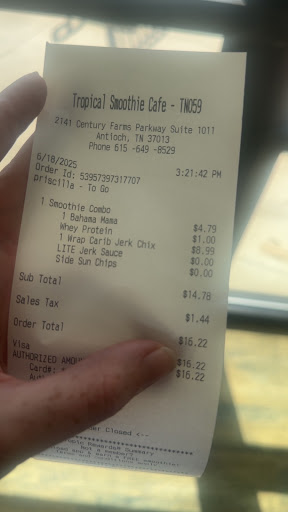 Tropical Smoothie Cafe - TN059
2141 Century Farms Parkway Suite 1011
Antioch, TN 37013
Phone 615 -649 -8529
6/18/2025 3:21:42 PM
Order Id: 53957397317707
priscilla - To Go
1 Smoothie Combo
1 Bahama Mama $4.79
Whey Protein $1.00
1 Wrap Carib Jerk Chix $8.99
LITE Jerk Sauce $0.00
Side Sun Chips $0.00
Sub Total $14.78
Sales Tax $1.44
Order Total $16.22
Visa $16.22
AUTHORIZED AMOU $16.22
Card#:
Closed <--
Summary